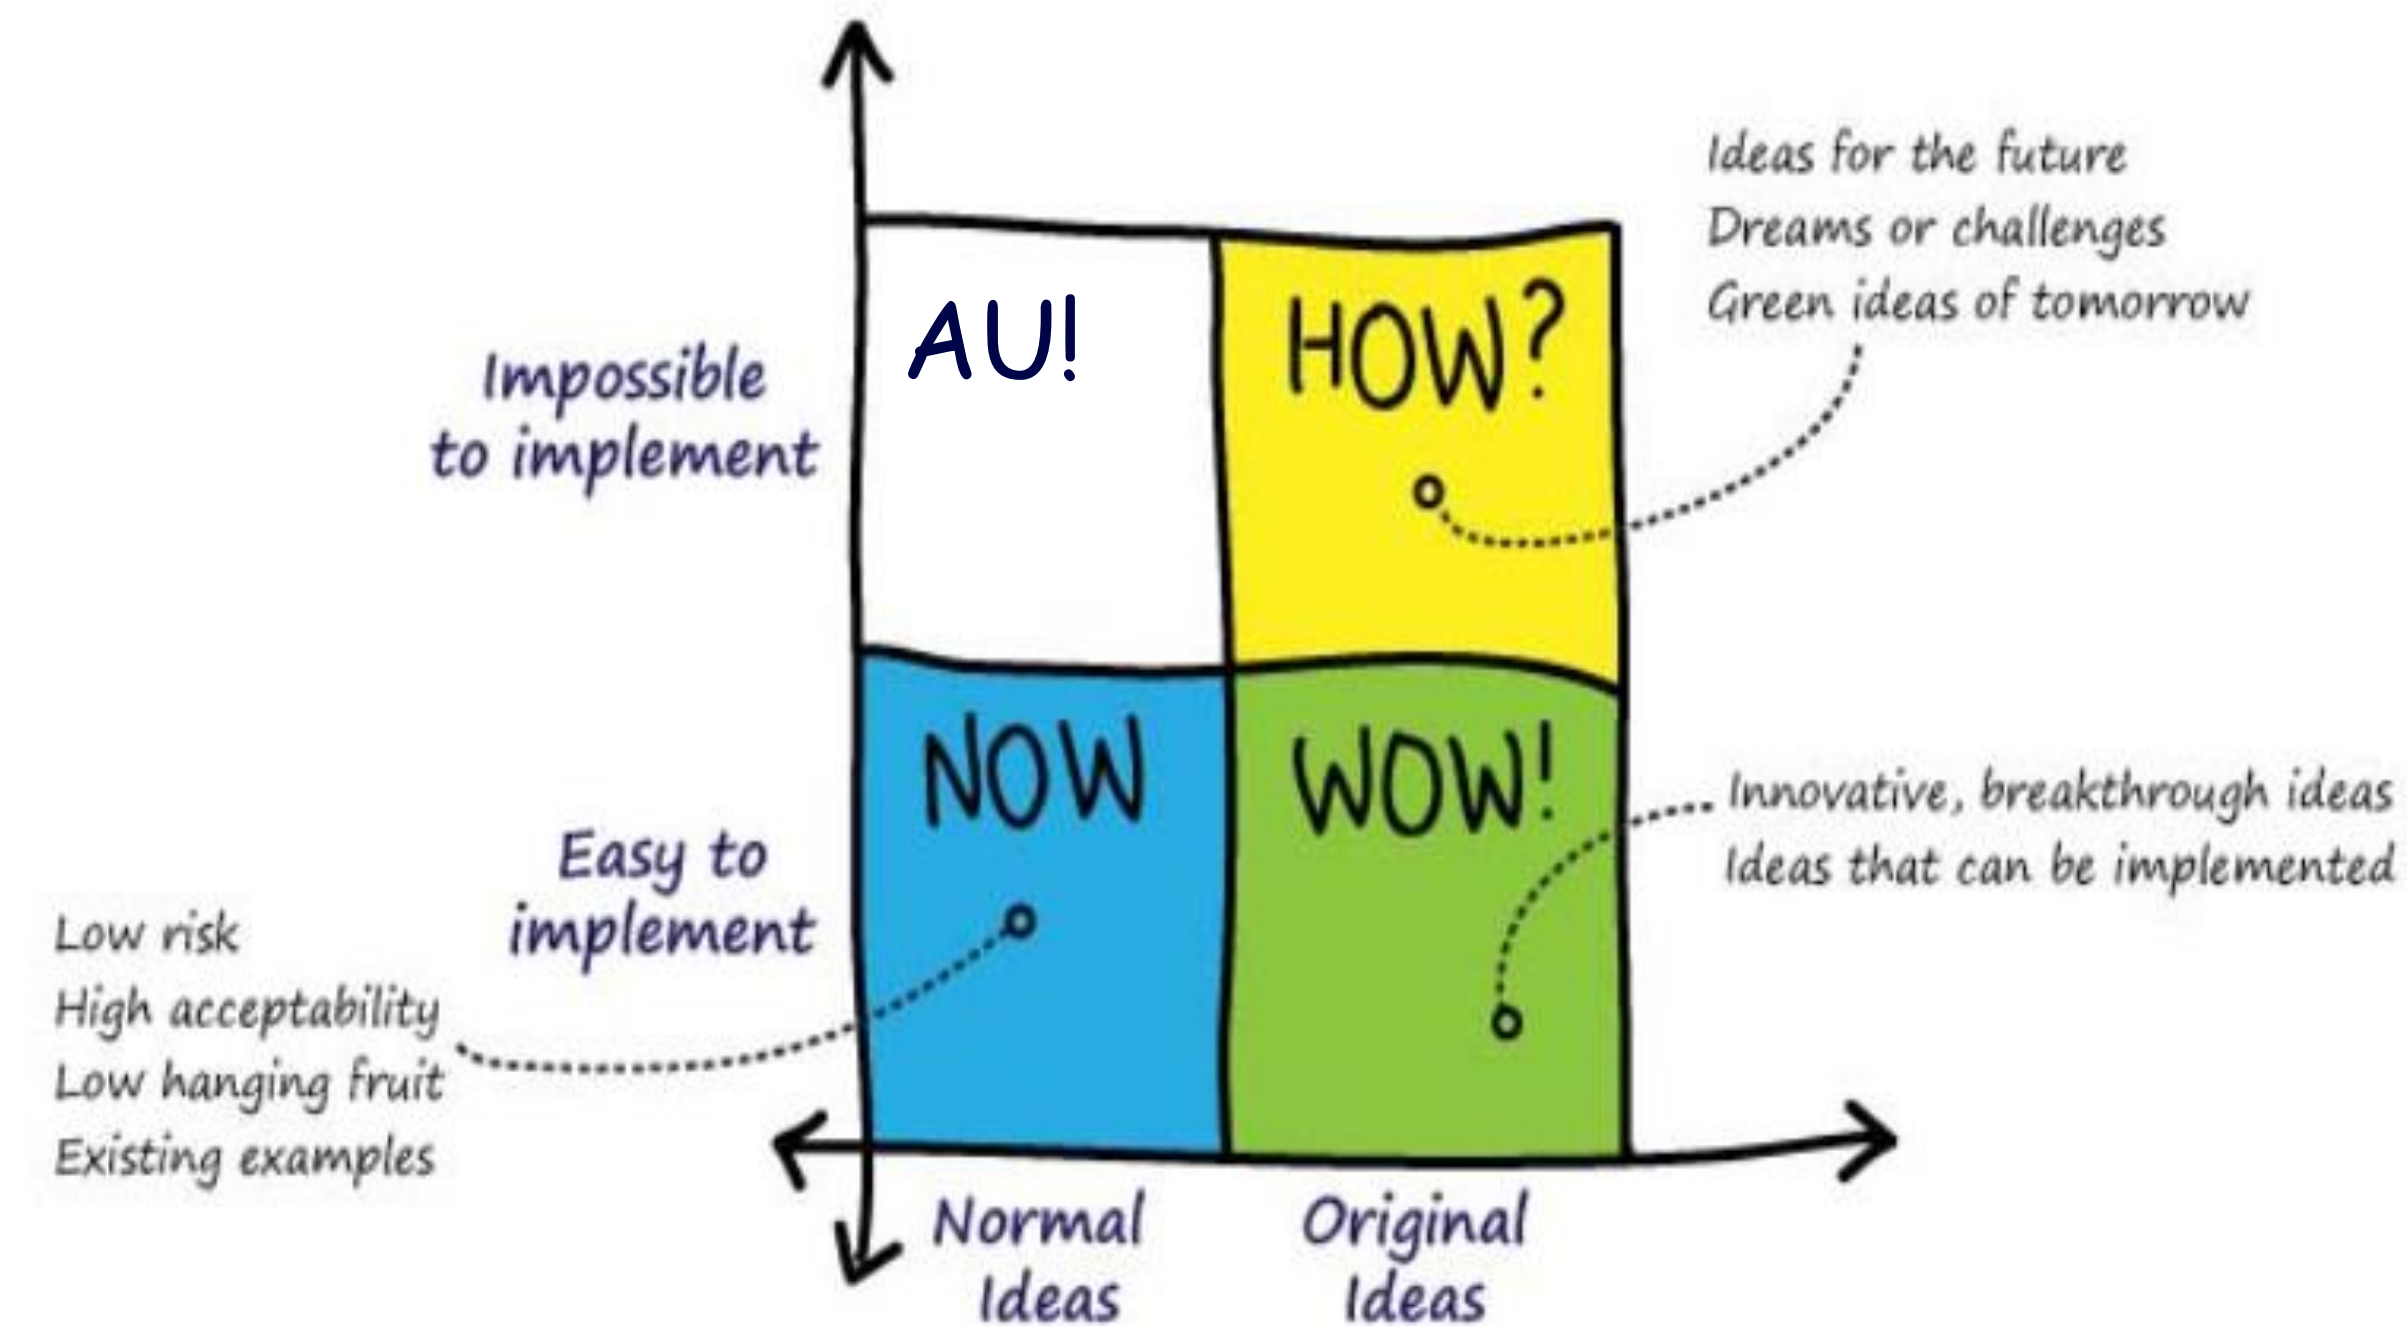 Ideas for the future
Dreams or challenges
Green ideas of tomorrow
AU!
HOW?
Impossible
to implement
NOW
WOW!
Innovative, breakthrough ideas
Ideas that can be implemented
Easy to
implement
Low risk
High acceptability
Low hanging fruit
Existing examples
Normal
Ideas
Original
Ideas